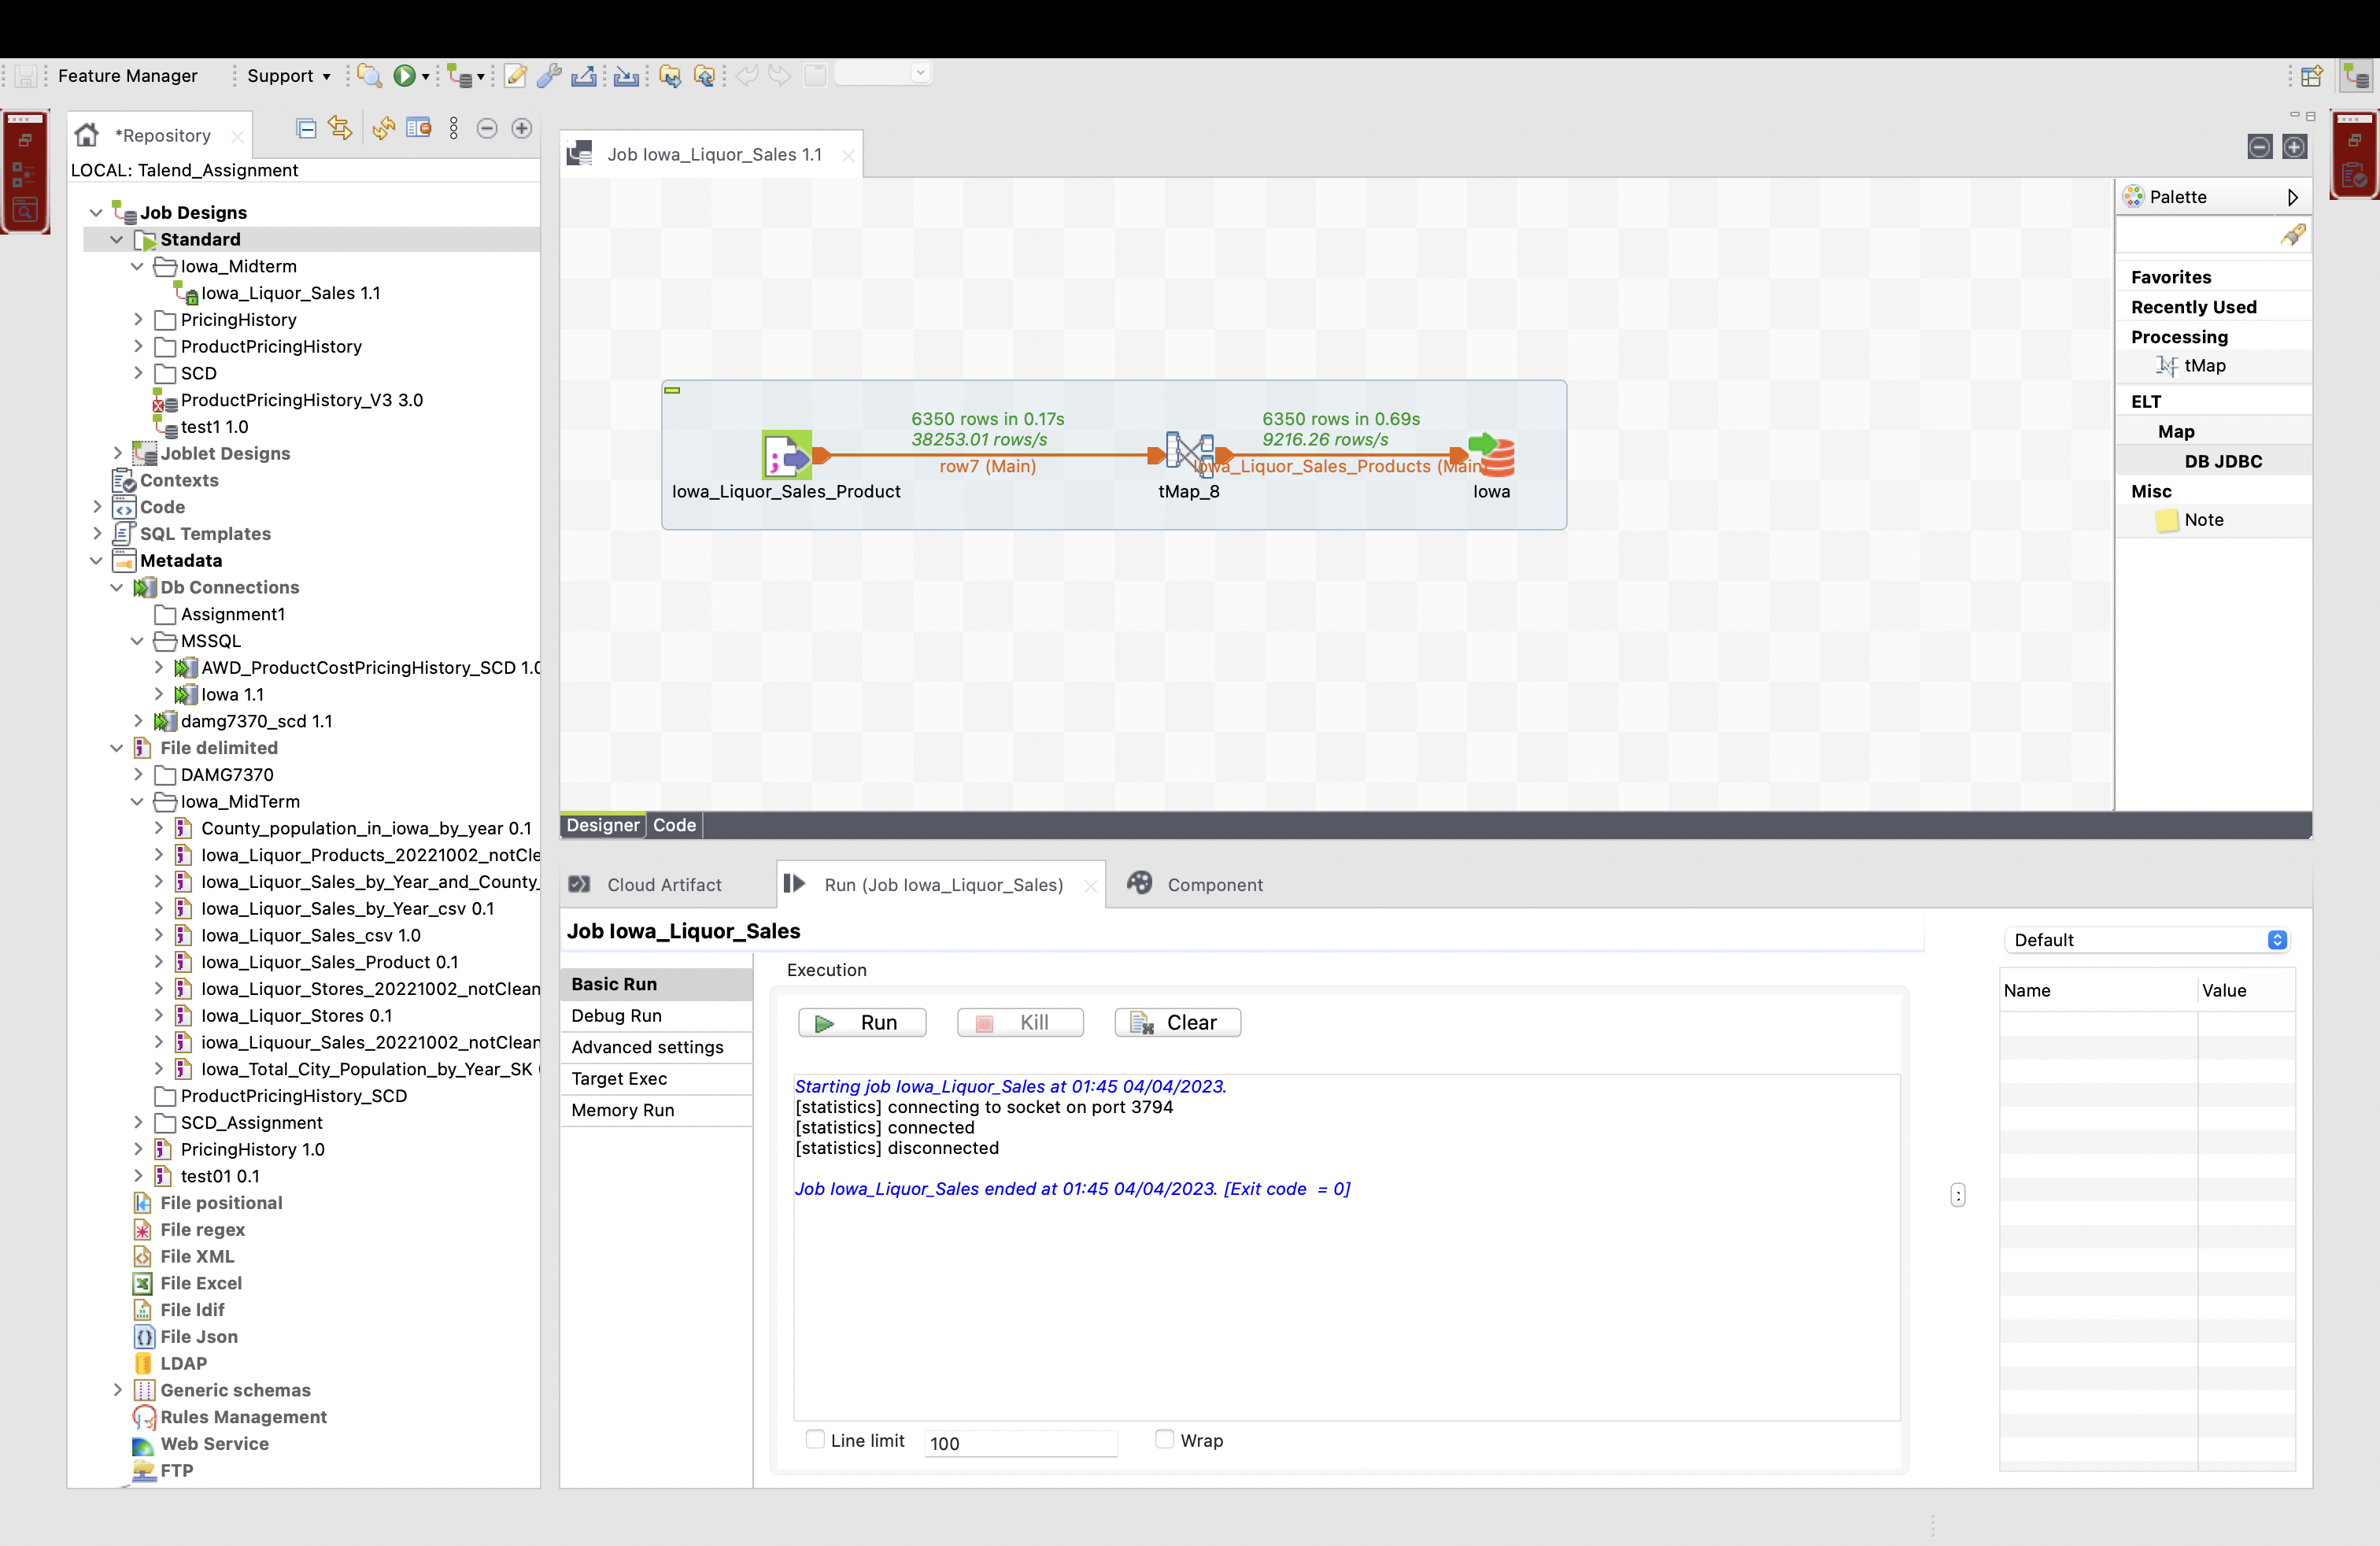 Feature Manager
Support
*Repository
LOCAL: Talend_Assignment
Job Designs
Standard
Iowa_Midterm
Iowa_Liquor_Sales 1.1
PricingHistory
ProductPricingHistory
SCD
ProductPricingHistory_V3 3.0
test1 1.0
Joblet Designs
Contexts
Code
SQL Templates
Metadata
Db Connections
Assignment1
MSSQL
AWD_ProductCostPricingHistory_SCD 1.0
Iowa 1.1
damg7370_scd 1.1
File delimited
DAMG7370
Iowa_MidTerm
County_population_in_iowa_by_year 0.1
Iowa_Liquor_Products_20221002_notCle
Iowa_Liquor_Sales_by_Year_and_County_
Iowa_Liquor_Sales_by_Year_csv 0.1
Iowa_Liquor_Sales_csv 1.0
Iowa_Liquor_Sales_Product 0.1
Iowa_Liquor_Stores_20221002_notClean
Iowa_Liquor_Stores 0.1
iowa_Liquour_Sales_20221002_notClean
Iowa_Total_City_Population_by_Year_SK
ProductPricingHistory_SCD
SCD_Assignment
PricingHistory 1.0
test01 0.1
File positional
File regex
File XML
File Excel
File ldif
File Json
LDAP
Generic schemas
Rules Management
Web Service
FTP
Job Iowa_Liquor_Sales 1.1
6350 rows in 0.17s
38253.01 rows/s
row7 (Main)
6350 rows in 0.69s
9216.26 rows/s
Iowa_Liquor_Sales_Products (Main)
Iowa_Liquor_Sales_Product
tMap_8
Iowa
Palette
Favorites
Recently Used
Processing
tMap
ELT
Map
DB JDBC
Misc
Note
Designer
Code
Cloud Artifact
Run (Job Iowa_Liquor_Sales)
Component
Job Iowa_Liquor_Sales
Basic Run
Debug Run
Advanced settings
Target Exec
Memory Run
Execution
Run
Kill
Clear
Starting job Iowa_Liquor_Sales at 01:45 04/04/2023.
[statistics] connecting to socket on port 3794
[statistics] connected
[statistics] disconnected
Job Iowa_Liquor_Sales ended at 01:45 04/04/2023. [Exit code  = 0]
Line limit
100
Wrap
:
Default
Name
Value